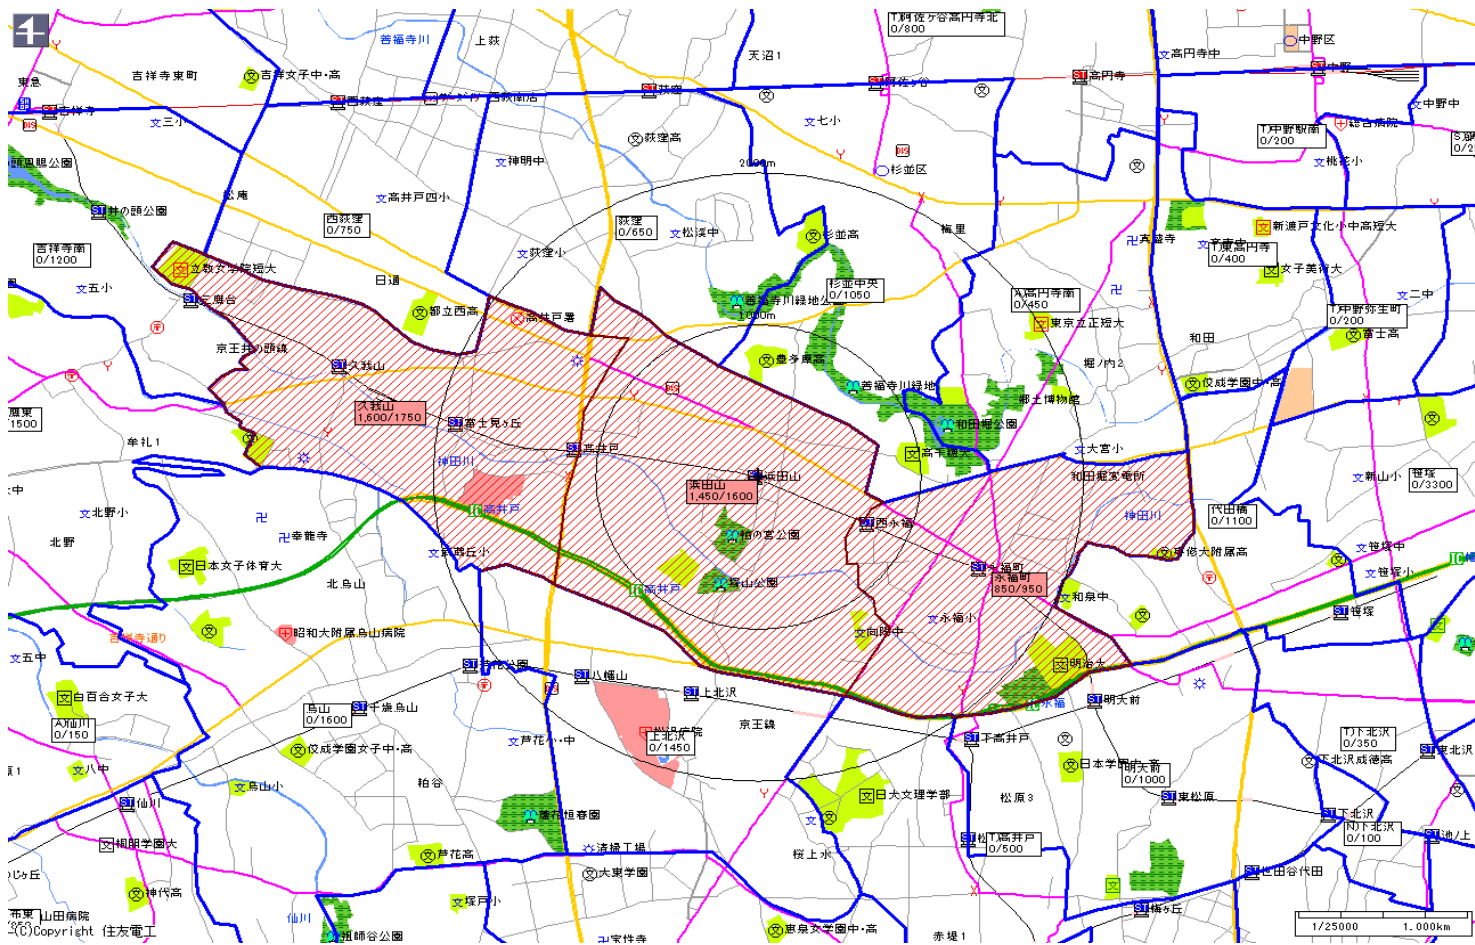 T)阿佐ヶ谷高円寺北
0/800
中野区
善福寺川
上荻
天沼1
高円寺中
東急
吉祥寺東町
吉祥女子中・高
西荻窪
荻窪
阿佐ヶ谷
高円寺
中野
吉祥寺
三小
荻窪高
七小
中野中
総合病院
T)中野駅南
0/200
桃花小
神明中
杉並区
2000m
松庵
高井戸四小
井の頭公園
西荻窪
0/750
荻窪
0/650
松渓中
荻窪小
杉並高
梅里
真盛寺
新渡戸文化小中高短大
T)東高円寺
0/400
女子美術大
吉祥寺南
0/1200
五小
立教女学院短大
三鷹台
日通
都立西高
高井戸署
善福寺川緑地公
杉並中央
0/1050
1000m
A)高円寺南
0/450
東京立正短大
二中
T)中野弥生町
0/200
富士高
和田
京王井の頭線
久我山
豊多摩高
堀ノ内2
善福寺川緑地
郷土博物館
佼成学園中・高
久我山
1,600/1750
富士見ヶ丘
高井戸
和田堀公園
大宮小
牟礼1
神田川
浜田山
浜田山
1,450/1600
和田堀変電所
新山小
笹塚
0/3300
北野小
高井戸
西永福
神田川
代田橋
0/1100
北野
幸龍寺
柏の宮公園
専修大附属高
笹塚中
笹塚小
日本女子体育大
北烏山
高井戸
塚山公園
永福町
永福町
850/950
和泉中
笹塚
吉祥寺通り
昭和大附属烏山病院
向陽中
永福小
明治大
五中
白百合女子大
芦花公園
八幡山
上北沢
永福
明大前
A)仙川
0/150
烏山
0/1600
千歳烏山
京王線
上北沢
0/1450
下高井戸
T)下北沢
0/350
東北沢
佼成学園女子中・高
芦花小・中
日本学園中・高
明大前
0/1000
下北沢成徳高
八中
粕谷
烏山小
仙川
日大文理学部
松原3
東松原
下北沢
N)下北沢
0/100
池ノ上
蘆花恒春園
桐朋学園大
芦花高
清掃工場
大東学園
桜上水
T)高井戸
0/500
世田谷代田
神代高
塚戸小
梅ヶ丘
山田病院
仙川
祖師谷公園
宝性寺
恵泉女学園中・高
赤堤1
(C)Copyright 住友電工
1/25000
1.000km